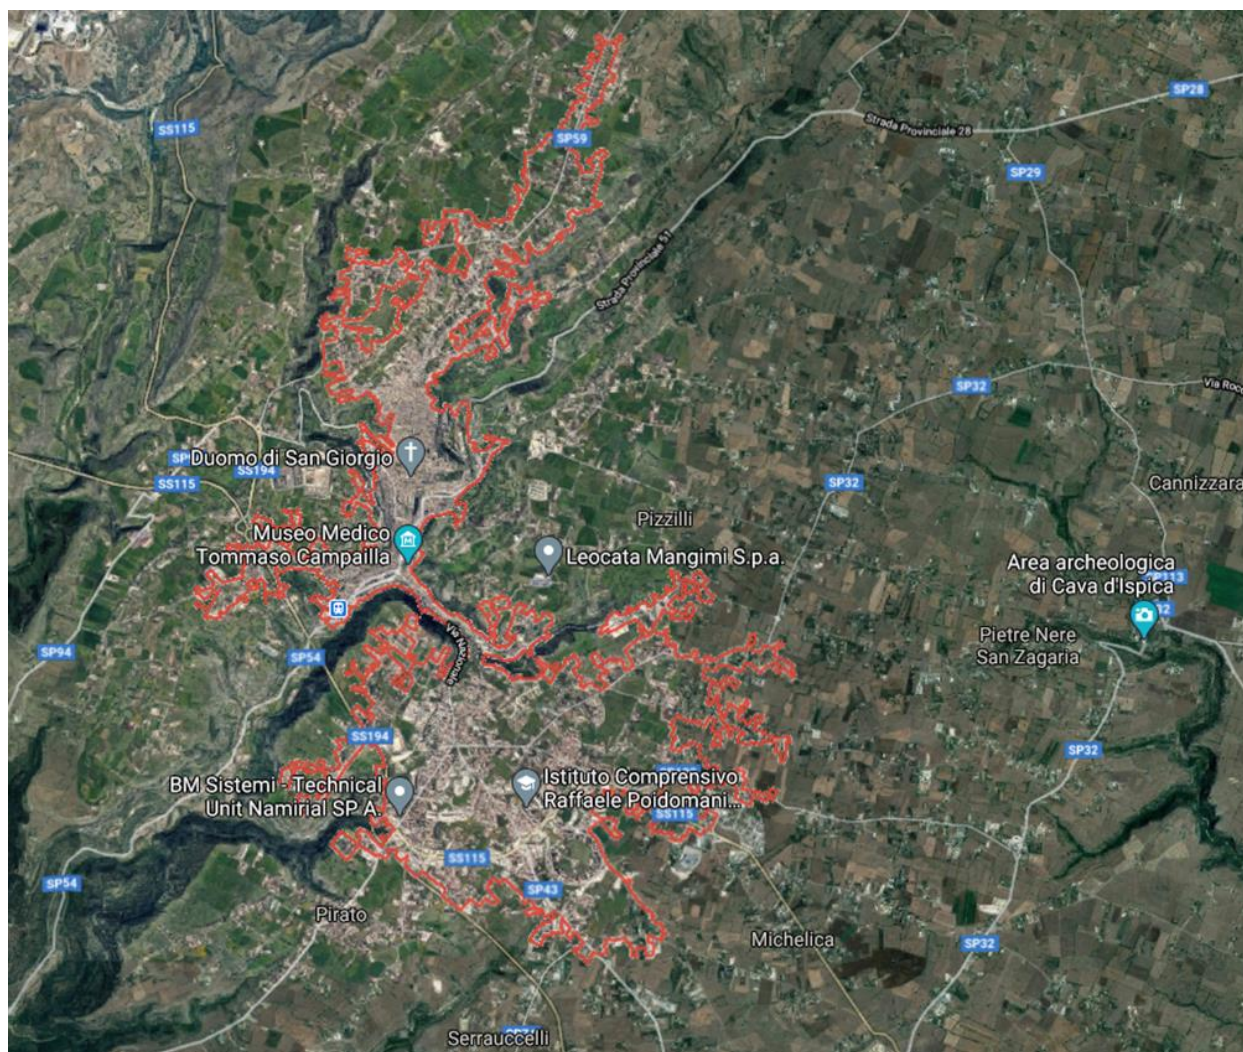 SP28
Strada Provinciale 28
SS115
SP59
SP29
Strada Provinciale 51
SP32
Duomo di San Giorgio
SS194
SS115
SP32
Cannizzara
Pizzilli
Museo Medico
Tommaso Campailla
Leocata Mangimi S.p.a.
Area archeologica
di Cava d'Ispica
Pietre Nere
San Zagaria
Via Nazionale
SP94
SP54
SS194
SP32
BM Sistemi - Technical
Unit Namirial SP A.
Istituto Comprensivo
Raffaele Poidomani...
SS115
SS115
SP54
SP43
Pirato
Michelica
SP32
Serrauccelli